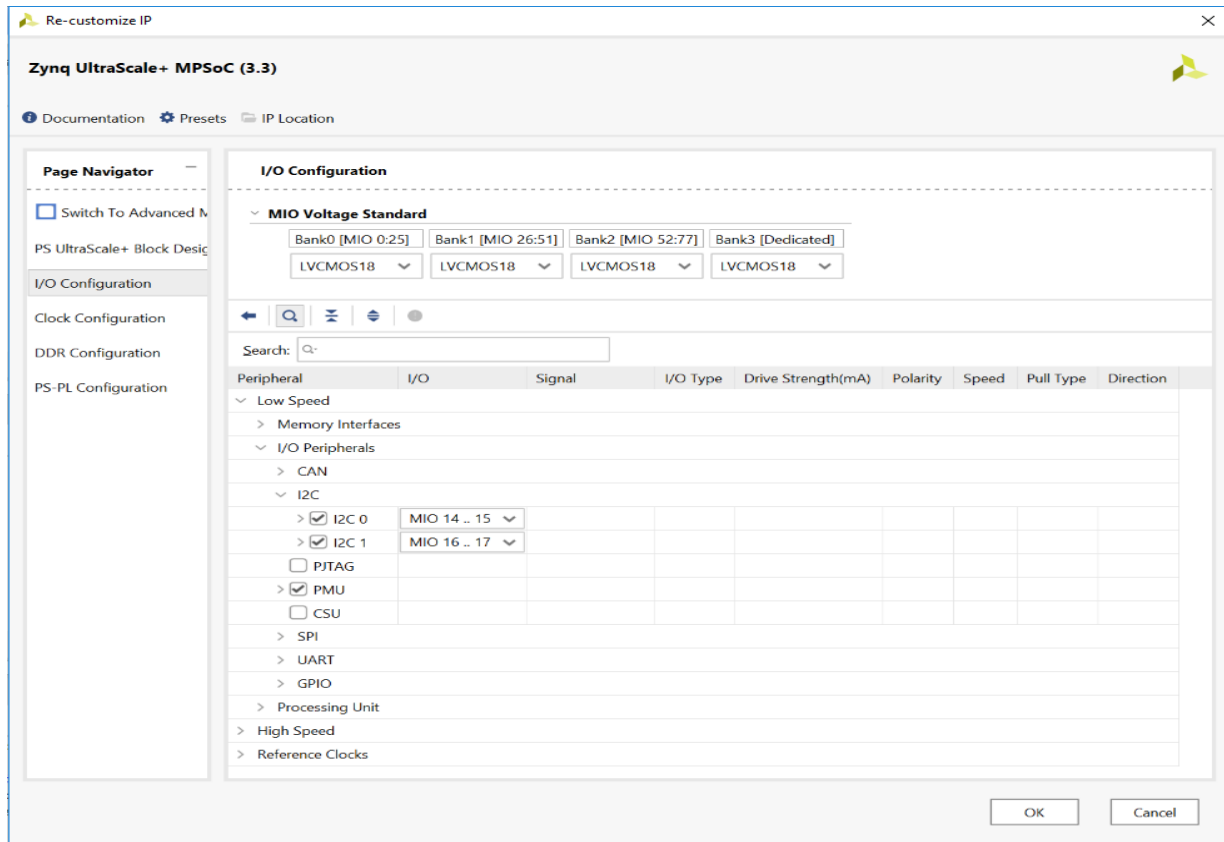 Re-customize IP
Zynq UltraScale+ MPSoC (3.3)
Documentation Presets IP Location
Page Navigator
Switch To Advanced M
PS UltraScale+ Block Desig
I/O Configuration
Clock Configuration
DDR Configuration
PS-PL Configuration
I/O Configuration
MIO Voltage Standard
Bank0 [MIO 0:25] Bank1 [MIO 26:51] Bank2 [MIO 52:77] Bank3 [Dedicated]
LVCMOS18 LVCMOS18 LVCMOS18 LVCMOS18
Search:
Peripheral I/O Signal I/O Type Drive Strength(mA) Polarity Speed Pull Type Direction
Low Speed
Memory Interfaces
I/O Peripherals
CAN
I2C
I2C 0 MIO 14 .. 15
I2C 1 MIO 16 .. 17
PJTAG
PMU
CSU
SPI
UART
GPIO
Processing Unit
High Speed
Reference Clocks
OK Cancel